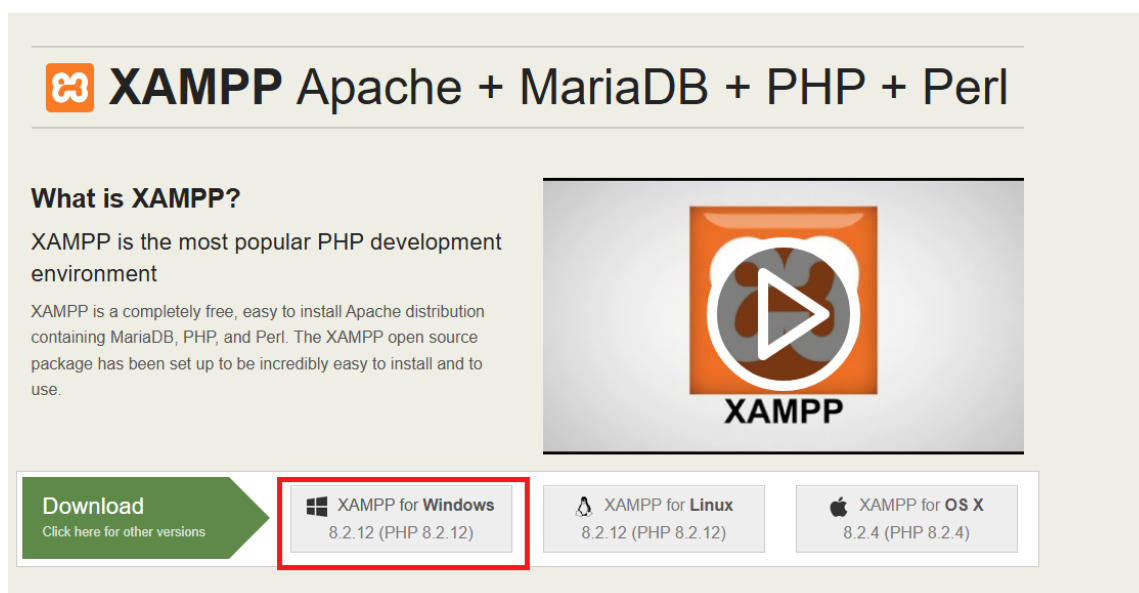 XAMPP Apache + MariaDB + PHP + Perl
What is XAMPP?
XAMPP is the most popular PHP development
environment
XAMPP is a completely free, easy to install Apache distribution
containing MariaDB, PHP, and Perl. The XAMPP open source
package has been set up to be incredibly easy to install and to
use.
XAMPP
Download
Click here for other versions
XAMPP for Windows
8.2.12 (PHP 8.2.12)
XAMPP for Linux
8.2.12 (PHP 8.2.12)
XAMPP for OS X
8.2.4 (PHP 8.2.4)